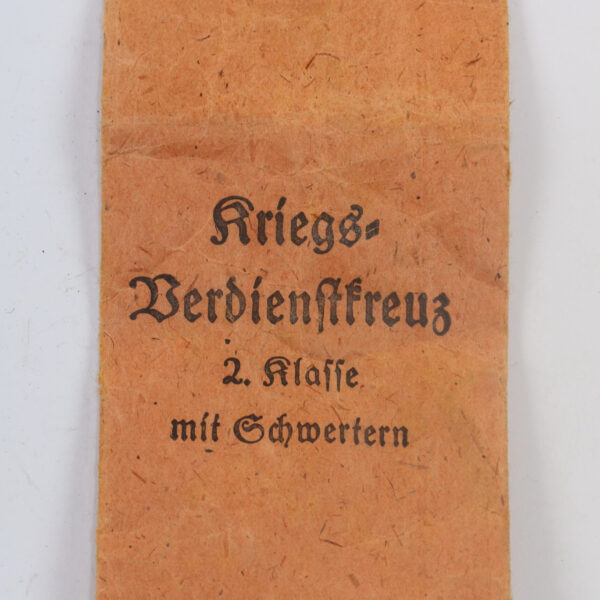 Kriegs-
Verdienſtkreuz
2. Klaſſe
mit Schwertern